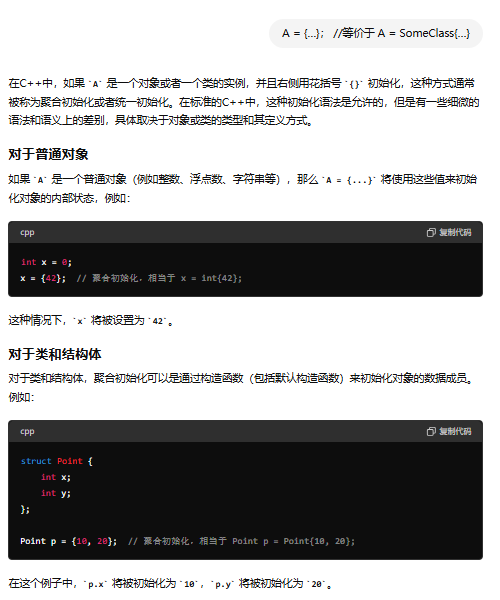 A = {…};  //等价于 A = SomeClass{…}
在C++中，如果 `A` 是一个对象或者一个类的实例，并且右侧用花括号 `{}` 初始化，这种方式通常
被称为聚合初始化或者统一初始化。在标准的C++中，这种初始化语法是允许的，但是有一些细微的
语法和语义上的差别，具体取决于对象或类的类型和其定义方式。
对于普通对象
如果 `A` 是一个普通对象（例如整数、浮点数、字符串等），那么 `A = {...}` 将使用这些值来初始
化对象的内部状态，例如：
cpp 复制代码
int x = 0;
x = {42};  // 聚合初始化，相当于 x = int{42};
这种情况下，`x` 将被设置为 `42`。
对于类和结构体
对于类和结构体，聚合初始化可以是通过构造函数（包括默认构造函数）来初始化对象的数据成员。
例如：
cpp 复制代码
struct Point {
    int x;
    int y;
};
Point p = {10, 20};  // 聚合初始化，相当于 Point p = Point{10, 20};
在这个例子中，`p.x` 将被初始化为 `10`，`p.y` 将被初始化为 `20`。